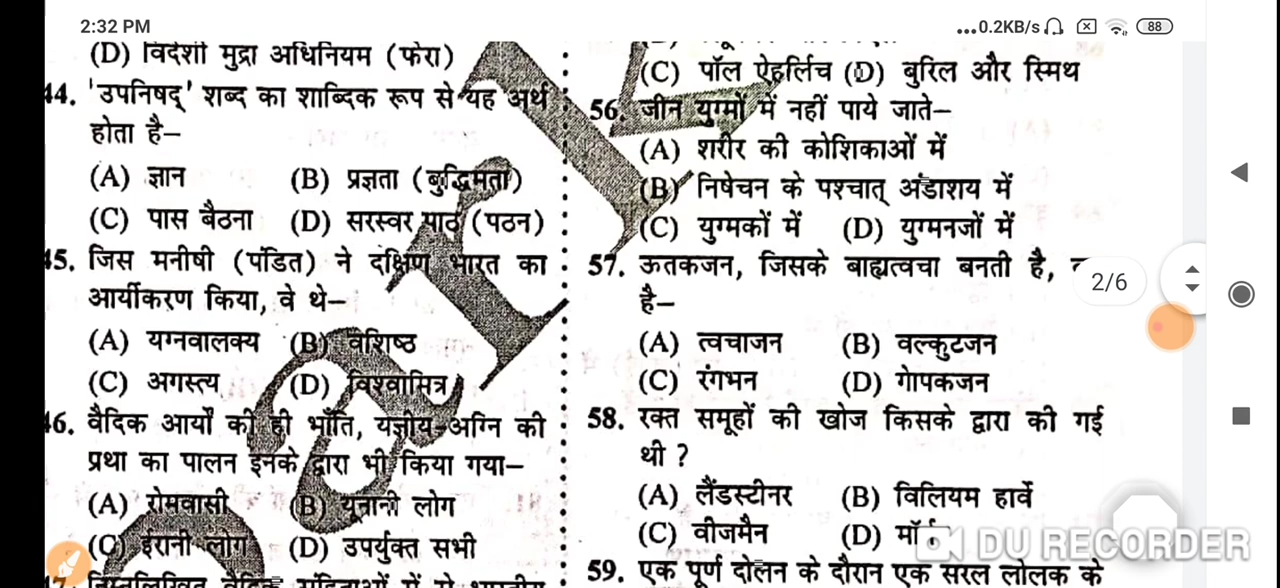 2:32 PM
...0.2KB/s
88
(D) विदेशी मुद्रा अधिनियम (फेरा)
44. 'उपनिषद्' शब्द का शाब्दिक रूप से यह अर्थ
होता है–
(A) ज्ञान (B) प्रज्ञता (बुद्धिमता)
(C) पास बैठना (D) सरस्वर पाठ (पठन)
45. जिस मनीषी (पंडित) ने दक्षिण भारत का
आर्यीकरण किया, वे थे–
(A) यग्नवालक्य (B) वशिष्ठ
(C) अगस्त्य (D) विश्वामित्र
46. वैदिक आर्यों की ही भाँति, यज्ञीय-अग्नि की
प्रथा का पालन इनके द्वारा भी किया गया–
(A) रोमवासी (B) यूनानी लोग
(C) ईरानी लोग (D) उपर्युक्त सभी
(C) पॉल ऐहर्लिच (D) बुरिल और स्मिथ
56. जीन युग्मों में नहीं पाये जाते–
(A) शरीर की कोशिकाओं में
(B) निषेचन के पश्चात् अंडाशय में
(C) युग्मकों में (D) युग्मनजों में
57. ऊतकजन, जिसके बाह्यत्वचा बनती है,
है–
(A) त्वचाजन (B) वल्कुटजन
(C) रंगभन (D) गोपकजन
58. रक्त समूहों की खोज किसके द्वारा की गई
थी ?
(A) लैंडस्टीनर (B) विलियम हार्वे
(C) वीजमैन (D)
59. एक पूर्ण दोलन के दौरान एक सरल लोलक के
2/6
DU RECORDER